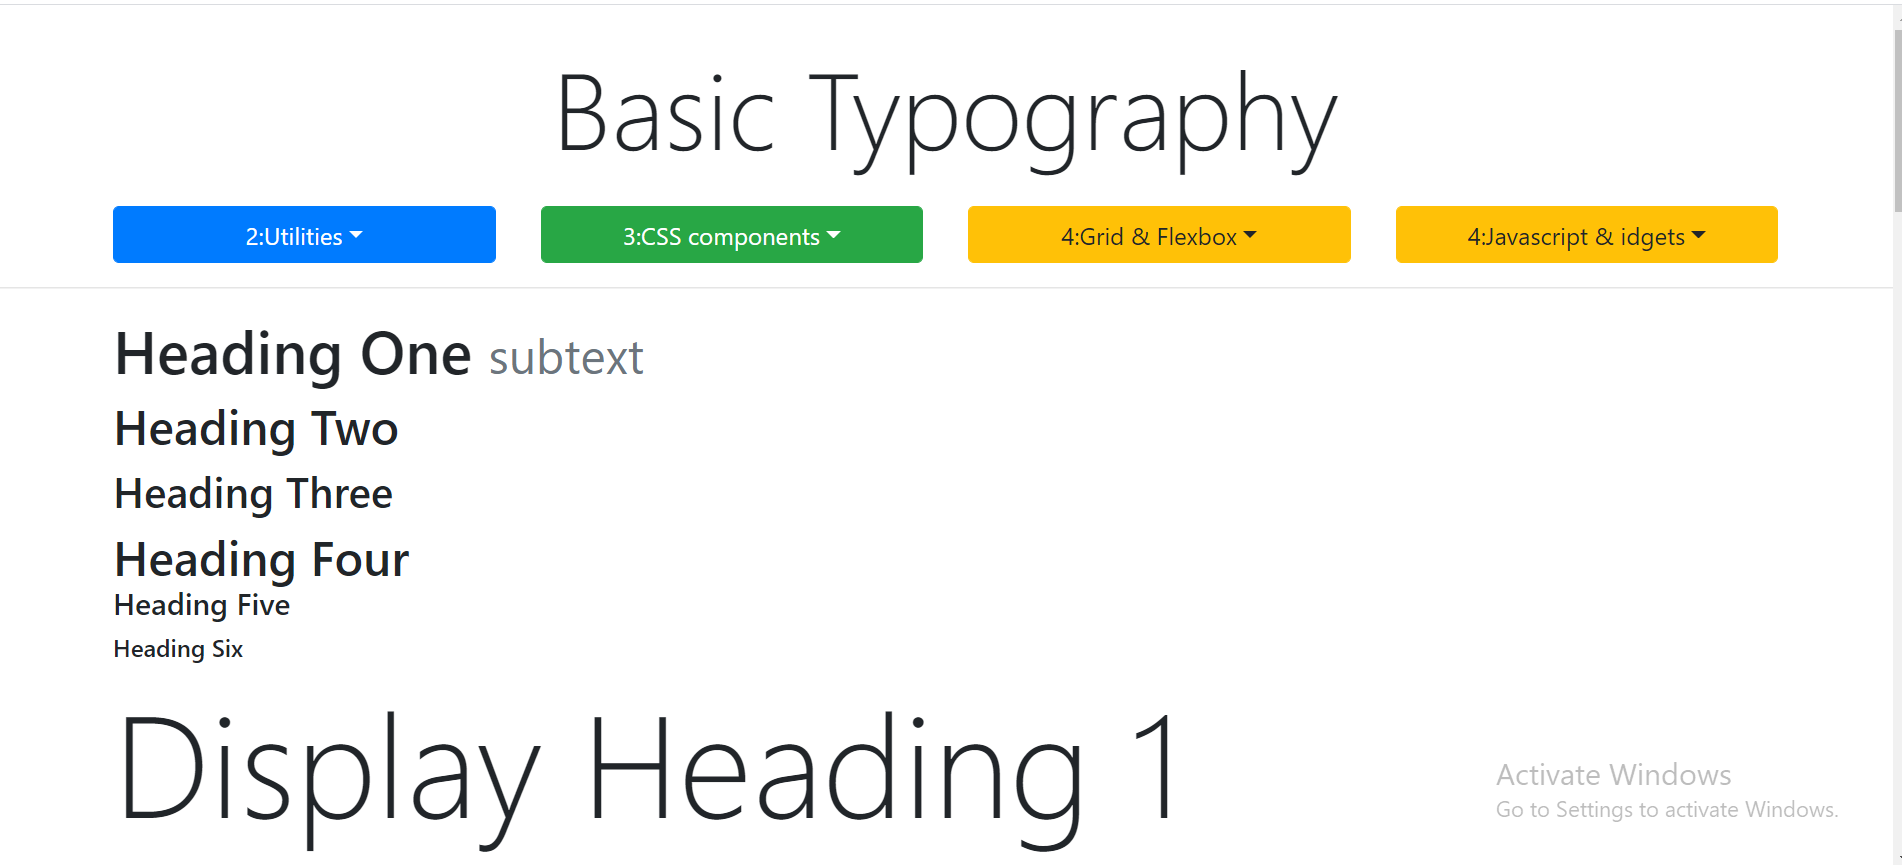 Basic Typography
2:Utilities
3:CSS components
4:Grid & Flexbox
4:Javascript & idgets
Heading One subtext
Heading Two
Heading Three
Heading Four
Heading Five
Heading Six
Display Heading 1
Activate Windows
Go to Settings to activate Windows.